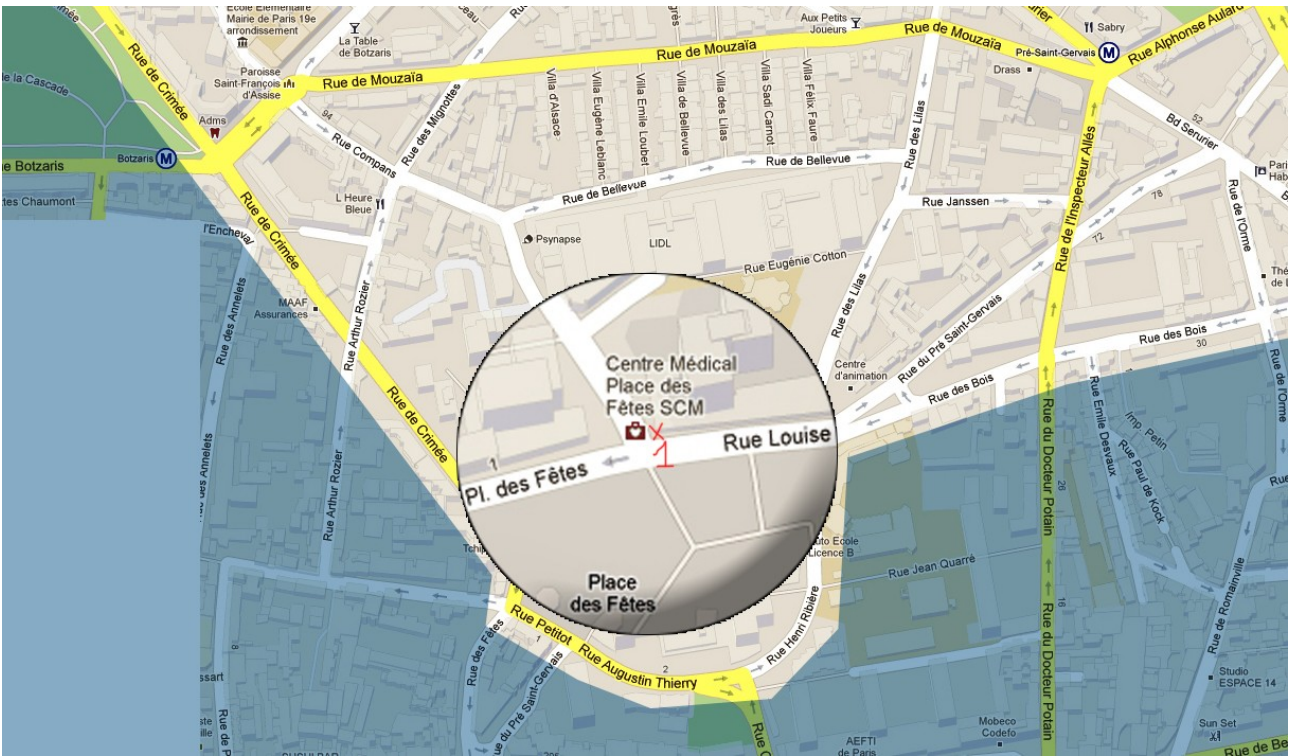 École Élémentaire
Mairie de Paris 19e
arrondissement
La Table
de Botzaris
Paroisse
Saint-François
d'Assise
Rue de Mouzaïa
Rue de Mouzaïa
Rue de Mouzaïa
Aux Petits
Joueurs
Sabry
Pré-Saint-Gervais
M
Rue Alphonse Aulard
Drass
Rue de Crimée
de la Cascade
Adms
Botzaris
M
94
Rue Compans
Rue des Mignottes
Villa d'Alsace
Villa Eugène Leblanc
Villa Emile Loubet
Villa de Bellevue
Villa des Lilas
Villa Sadi Carnot
Villa Félix Faure
Rue des Lilas
52
Bd Serurier
78
72
Rue de l'Orme
Rue de l'Inspecteur Allés
Rue de Bellevue
Rue de Bellevue
Rue Janssen
L Heure
Bleue
Psynapse
LIDL
Rue Eugénie Cotton
Rue de Crimée
l'Encheval
MAAF
Assurances
Rue des Annelets
Rue Arthur Rozier
Rue des Lilas
Rue du Pré Saint-Gervais
Centre
d'animation
Rue des Bois
Rue des Bois
30
Centre Médical
Place des
Fêtes SCM
x
1
Rue Louise
1
Pl. des Fêtes
Place
des Fêtes
Rue de Crimée
Rue des Annelets
Rue Arthur Rozier
Rue Emile Desvaux
Imp. Petin
Rue Paul de Kock
Rue de l'Orme
Rue du Docteur Potain
26
16
Rue du Docteur Potain
Licence B
Rue Jean Quarré
Rue Henri Ribière
Rue de Romainville
Rue Petitot
1
Rue Augustin Thierry
2
Rue des Fêtes
Rue du Pré Saint-Gervais
8
Studio
ESPACE 14
Sun Set
Mobeco
Codefo
AEFTI
de Paris